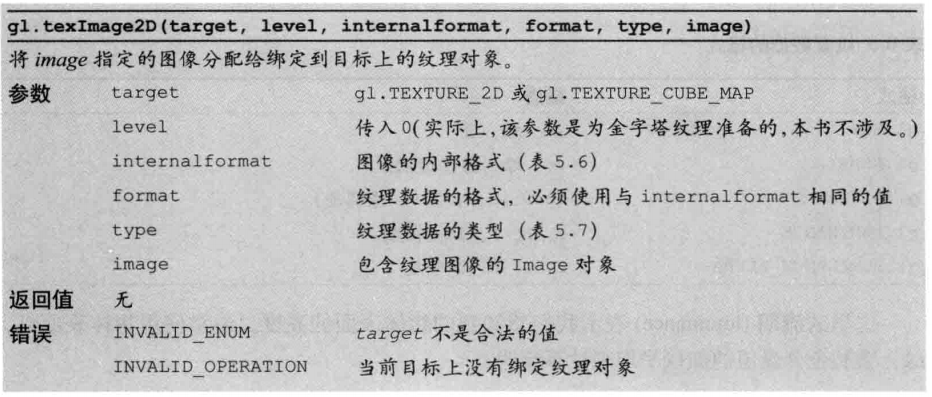 gl.texImage2D(target, level, internalformat, format, type, image)
将 image 指定的图像分配给绑定到目标上的纹理对象。
参数 target gl.TEXTURE_2D 或 gl.TEXTURE_CUBE_MAP
level 传入 0(实际上,该参数是为金字塔纹理准备的,本书不涉及。)
internalformat 图像的内部格式 (表 5.6)
format 纹理数据的格式, 必须使用与 internalformat 相同的值
type 纹理数据的类型 (表 5.7)
image 包含纹理图像的 Image 对象
返回值 无
错误 INVALID_ENUM target 不是合法的值
INVALID_OPERATION 当前目标上没有绑定纹理对象